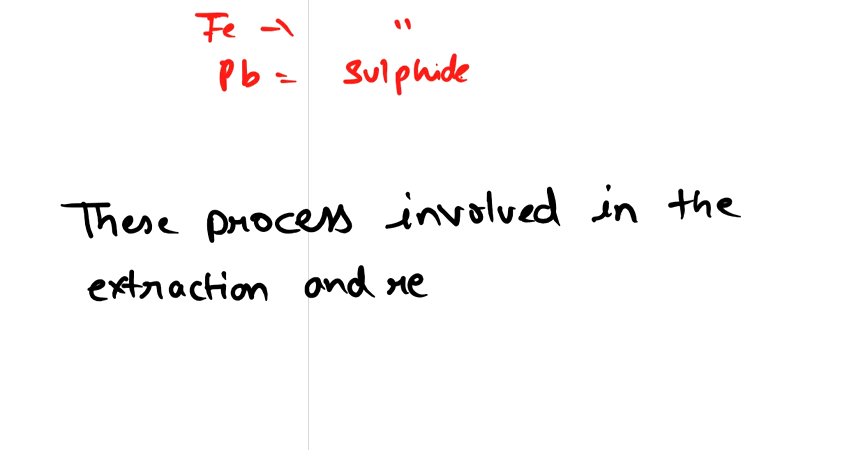 Fe → "
Pb = Sulphide
These process involved in the
extraction and re